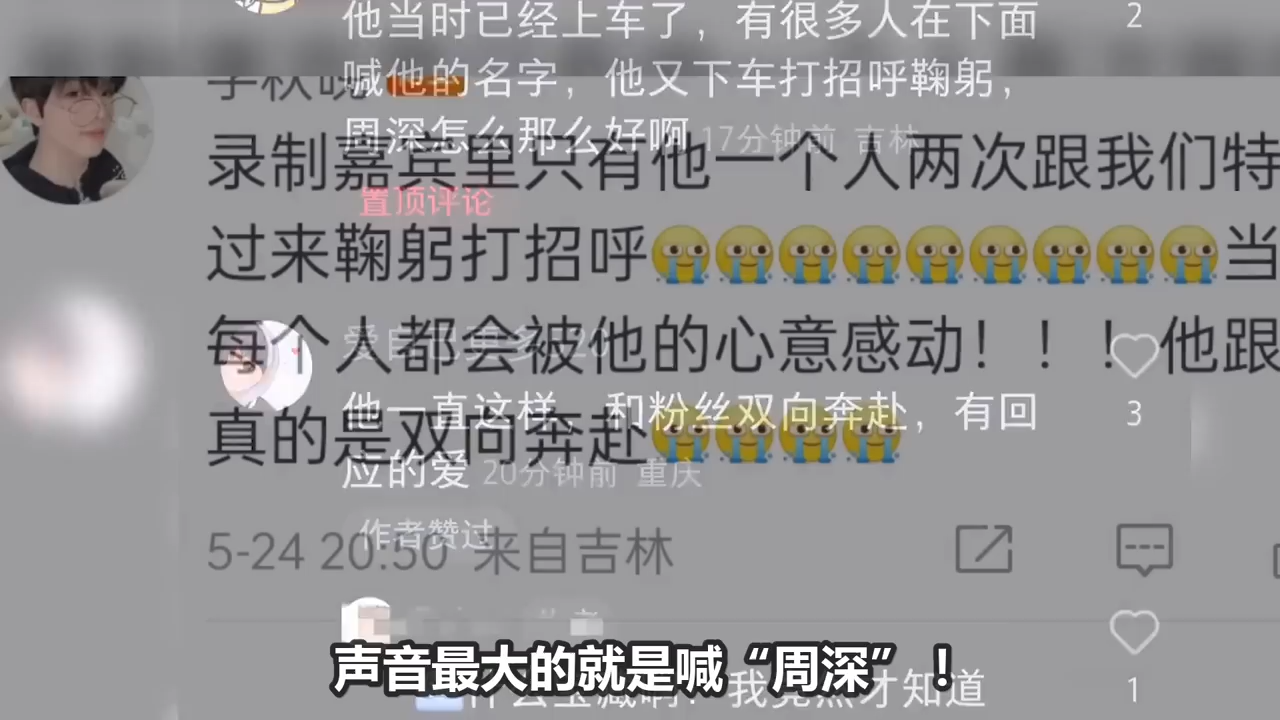 他当时已经上车了，有很多人在下面
2
喊他的名字，他又下车打招呼鞠躬，
周深怎么那么好啊 17分钟前 吉林
录制嘉宾里只有他一个人两次跟我们特
置顶评论
过来鞠躬打招呼😭😭😭😭😭😭😭😭😭当
每个人都会被他的心意感动！！！他跟
他一直这样，和粉丝双向奔赴，有回
3
真的是双向奔赴😭😭😭😭
应的爱 20分钟前 重庆
作者赞过
5-24 20:50 来自吉林
声音最大的就是喊“周深”！
我竟然才知道
1